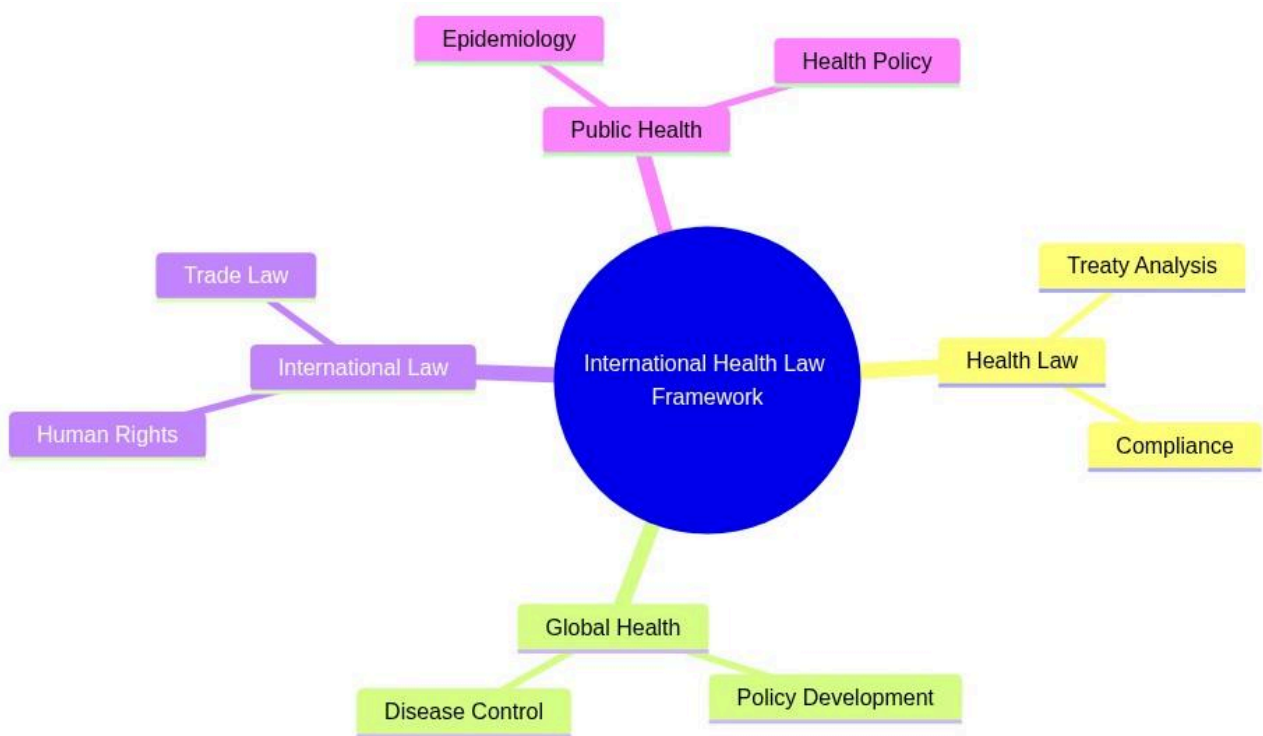 Epidemiology
Health Policy
Public Health
Trade Law
Treaty Analysis
International Law
International Health Law
Framework
Health Law
Human Rights
Compliance
Global Health
Disease Control
Policy Development